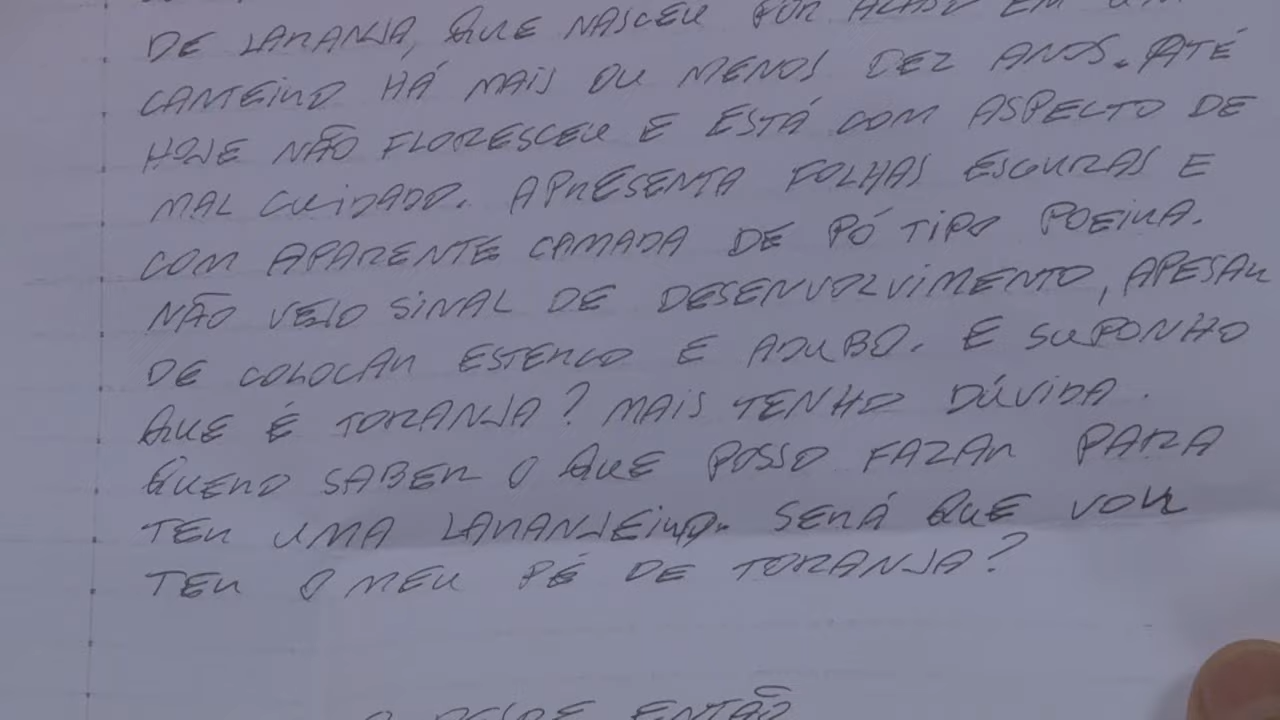 DE LARANJA, QUE NASCEU POR ACASO EM UM
CANTEIRO HÁ MAIS OU MENOS DEZ ANOS. ATÉ
HOJE NÃO FLORESCEU E ESTÁ COM ASPECTO DE
MAL CUIDADO. APRESENTA FOLHAS ESCURAS E
COM APARENTE CAMADA DE PÓ TIPO POEIRA.
NÃO VEJO SINAL DE DESENVOLVIMENTO, APESAR
DE COLOCAR ESTERCO E ADUBO. E SUPONHO
QUE É TORANJA? MAIS TENHO DÚVIDA.
QUERO SABER O QUE POSSO FAZAR PARA
TER UMA LARANJEIRA. SERÁ QUE VOU
TER O MEU PÉ DE TORANJA?
DESDE ENTÃO